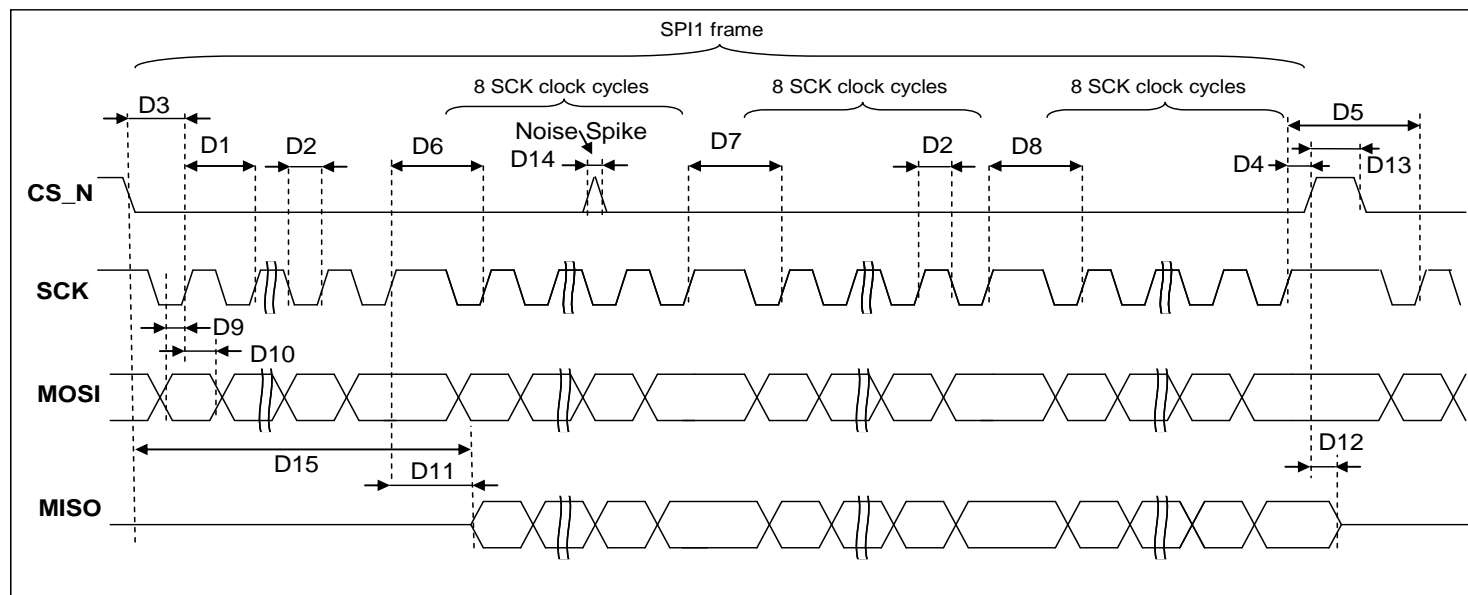 SPI1 frame
8 SCK clock cycles
8 SCK clock cycles
8 SCK clock cycles
D3
D1
D2
D6
Noise Spike
D14
D7
D2
D8
D5
D4
D13
CS_N
SCK
D9
D10
MOSI
D15
D11
D12
MISO